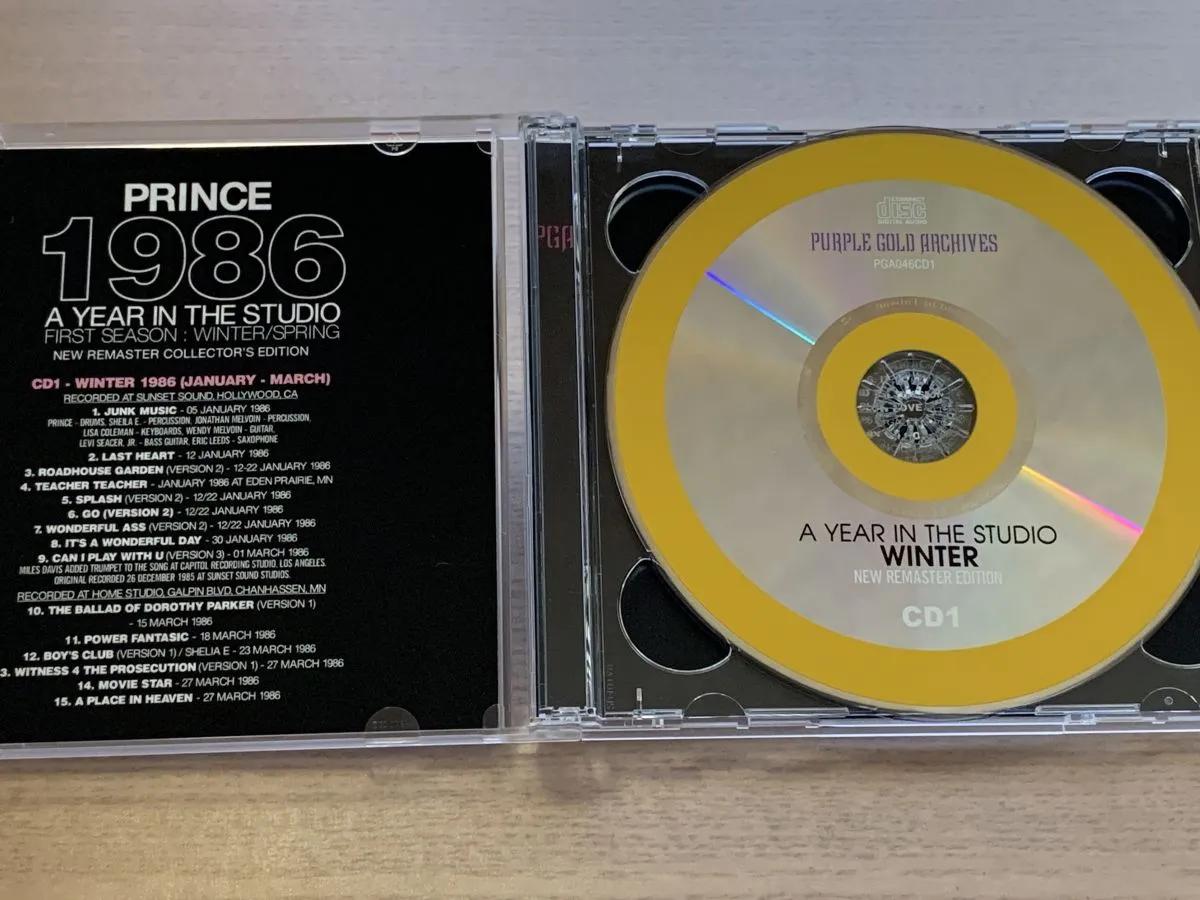 PRINCE
1986
A YEAR IN THE STUDIO
FIRST SEASON : WINTER/SPRING
NEW REMASTER COLLECTOR'S EDITION
CD1 - WINTER 1986 (JANUARY - MARCH)
RECORDED AT SUNSET SOUND, HOLLYWOOD, CA
1. JUNK MUSIC - 05 JANUARY 1986
PRINCE - DRUMS, SHEILA E. - PERCUSSION, JONATHAN MELVOIN - PERCUSSION,
LISA COLEMAN - KEYBOARDS, WENDY MELVOIN - GUITAR,
LEVI SEACER, JR. - BASS GUITAR, ERIC LEEDS - SAXOPHONE
2. LAST HEART - 12 JANUARY 1986
3. ROADHOUSE GARDEN (VERSION 2) - 12-22 JANUARY 1986
4. TEACHER TEACHER - JANUARY 1986 AT EDEN PRAIRIE, MN
5. SPLASH (VERSION 2) - 12/22 JANUARY 1986
6. GO (VERSION 2) - 12/22 JANUARY 1986
7. WONDERFUL ASS (VERSION 2) - 12/22 JANUARY 1986
8. IT'S A WONDERFUL DAY - 30 JANUARY 1986
9. CAN I PLAY WITH U (VERSION 3) - 01 MARCH 1986
MILES DAVIS ADDED TRUMPET TO THE SONG AT CAPITOL RECORDING STUDIO, LOS ANGELES.
ORIGINAL RECORDED 26 DECEMBER 1985 AT SUNSET SOUND STUDIOS.
RECORDED AT HOME STUDIO, GALPIN BLVD, CHANHASSEN, MN
10. THE BALLAD OF DOROTHY PARKER (VERSION 1)
- 15 MARCH 1986
11. POWER FANTASIC - 18 MARCH 1986
12. BOY'S CLUB (VERSION 1) / SHELIA E - 23 MARCH 1986
3. WITNESS 4 THE PROSECUTION (VERSION 1) - 27 MARCH 1986
14. MOVIE STAR - 27 MARCH 1986
15. A PLACE IN HEAVEN - 27 MARCH 1986
PGA
COMPACT
disc
DIGITAL AUDIO
PURPLE GOLD ARCHIVES
PGA046CD1
A YEAR IN THE STUDIO
WINTER
NEW REMASTER EDITION
CD1